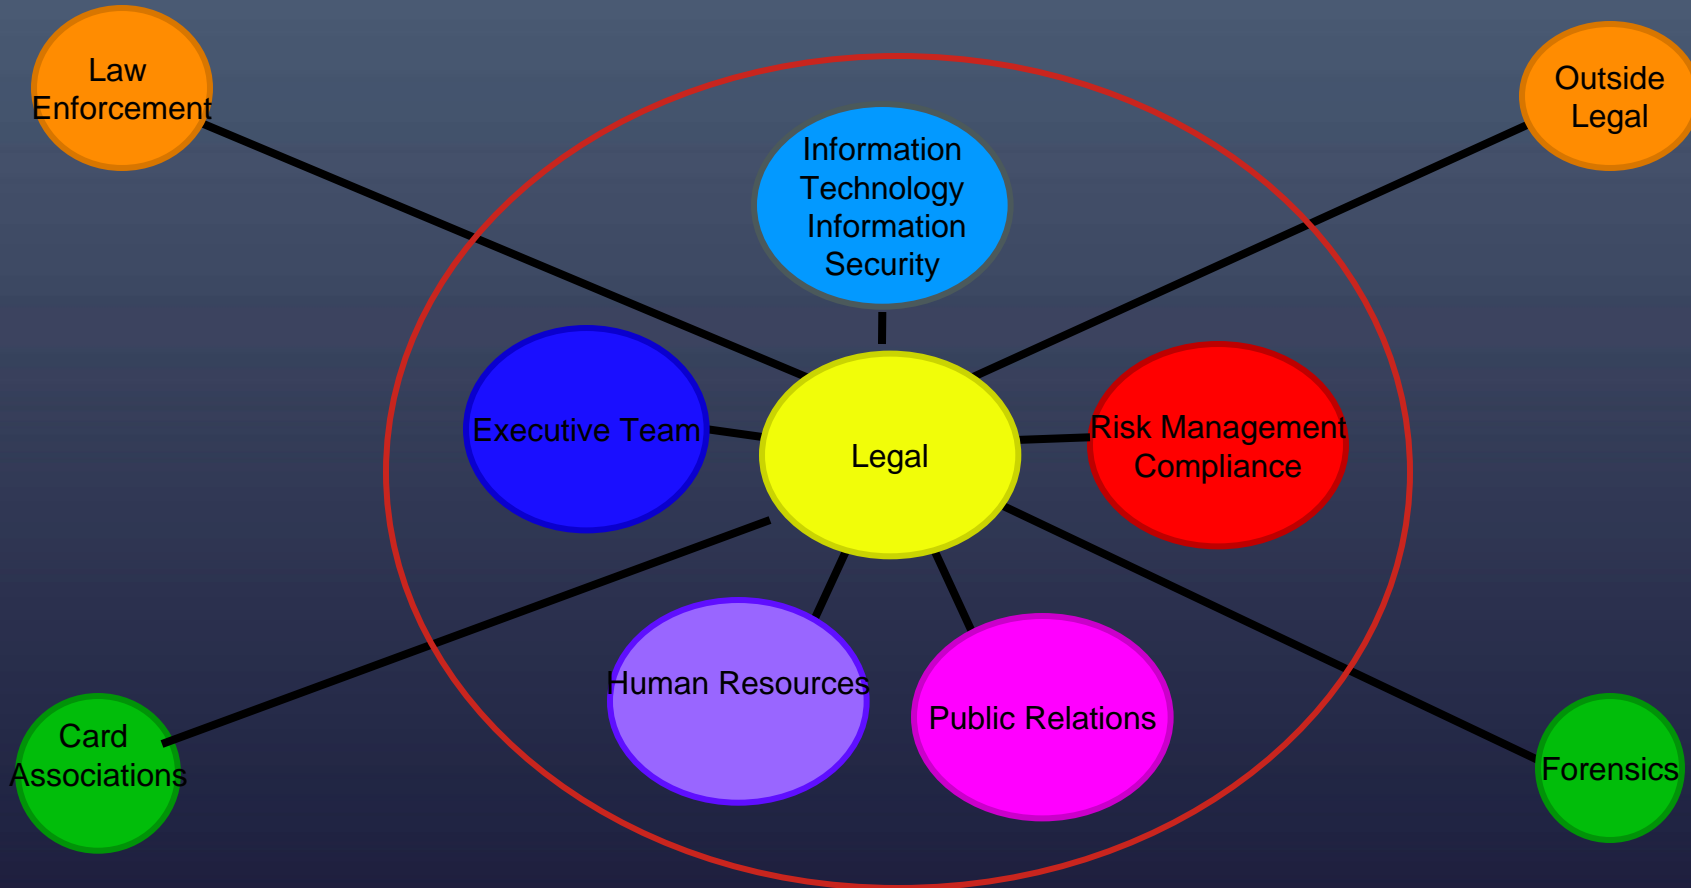 Law
Enforcement
Outside
Legal
Information
Technology
Information
Security
Executive Team
Legal
Risk Management
Compliance
Human Resources
Public Relations
Card
Associations
Forensics